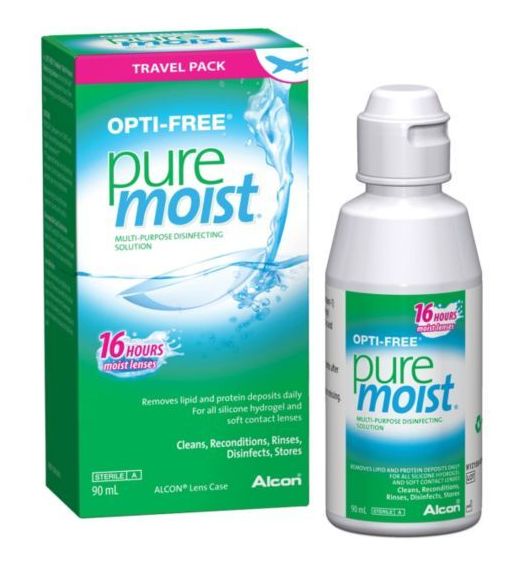 TRAVEL PACK
OPTI-FREE®
pure
moist®
MULTI-PURPOSE DISINFECTING
SOLUTION
16 HOURS
moist lenses
Removes lipid and protein deposits daily
For all silicone hydrogel and
soft contact lenses
Cleans, Reconditions, Rinses,
Disinfects, Stores
STERILE A
90 mL
ALCON® Lens Case
Alcon®
16 HOURS
moist lenses
OPTI-FREE®
pure
moist®
MULTI-PURPOSE DISINFECTING
SOLUTION
REMOVES LIPID AND PROTEIN DEPOSITS DAILY
FOR ALL SILICONE HYDROGEL
AND SOFT CONTACT LENSES
Cleans, Reconditions,
Rinses, Disinfects, Stores
90 mL
STERILE A
Alcon®